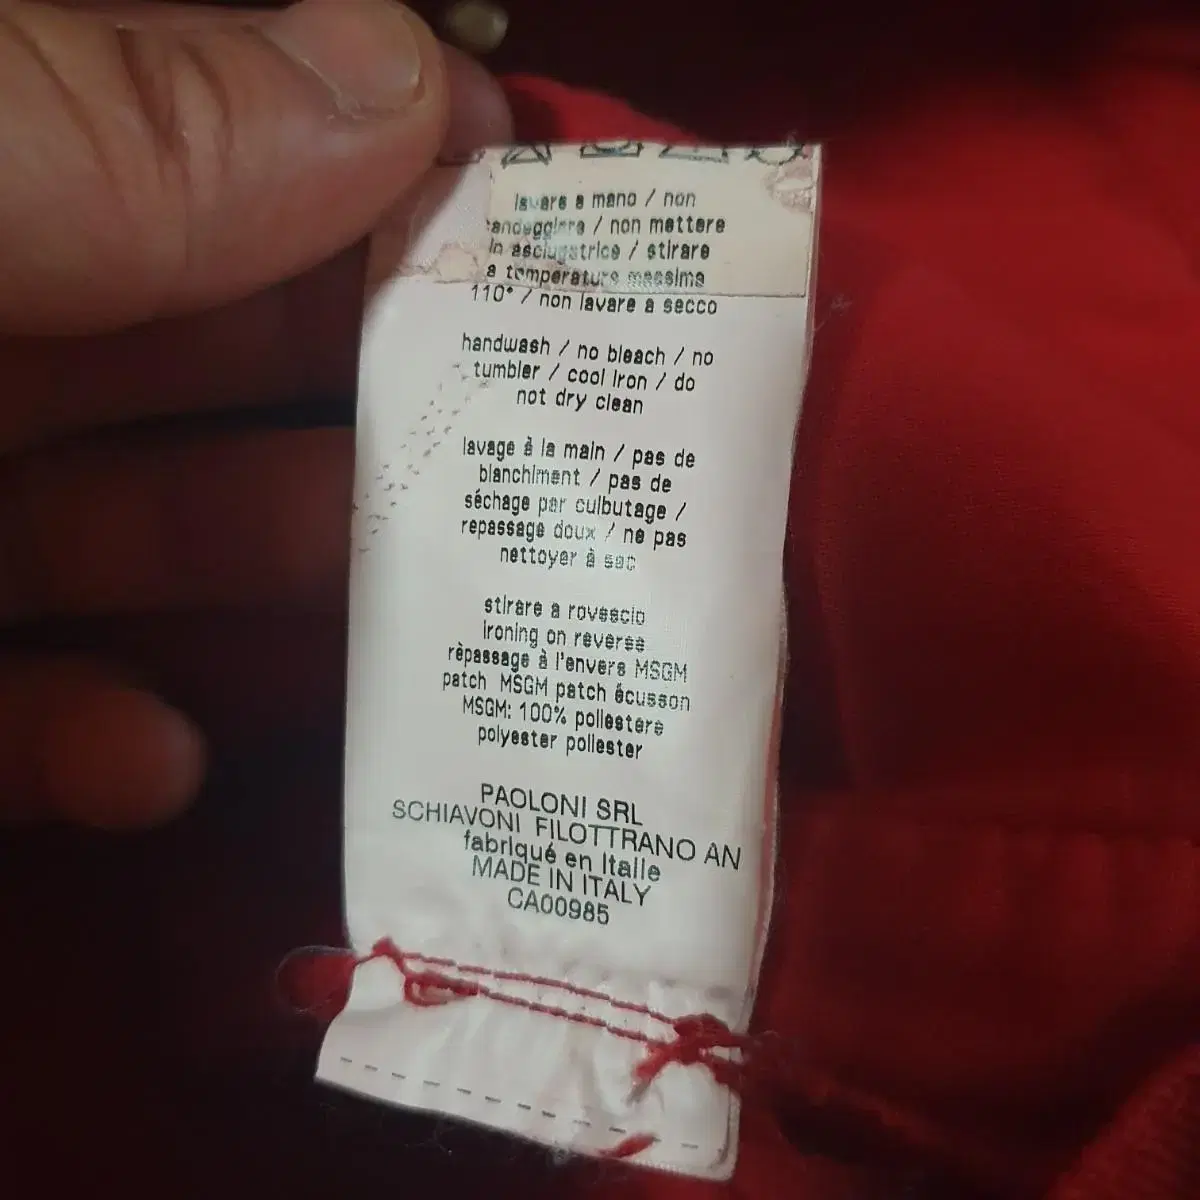 lavare a mano / non
candeggiare / non mettere
in asciugatrice / stirare
a temperatura massima
110° / non lavare a secco
handwash / no bleach / no
tumbler / cool iron / do
not dry clean
lavage à la main / pas de
blanchiment / pas de
séchage par culbutage /
repassage doux / ne pas
nettoyer à sec
stirare a rovescio
ironing on reverse
rèpassage à l'envers MSGM
patch MSGM patch écusson
MSGM: 100% poliestere
polyester poliester
PAOLONI SRL
SCHIAVONI FILOTTRANO AN
fabriqué en Italie
MADE IN ITALY
CA00985